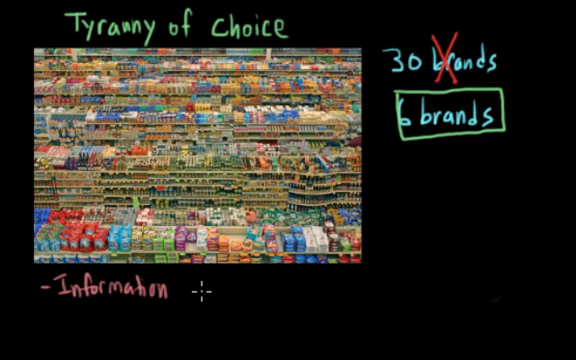 Tyranny of choice
30 brands
6 brands
- Information